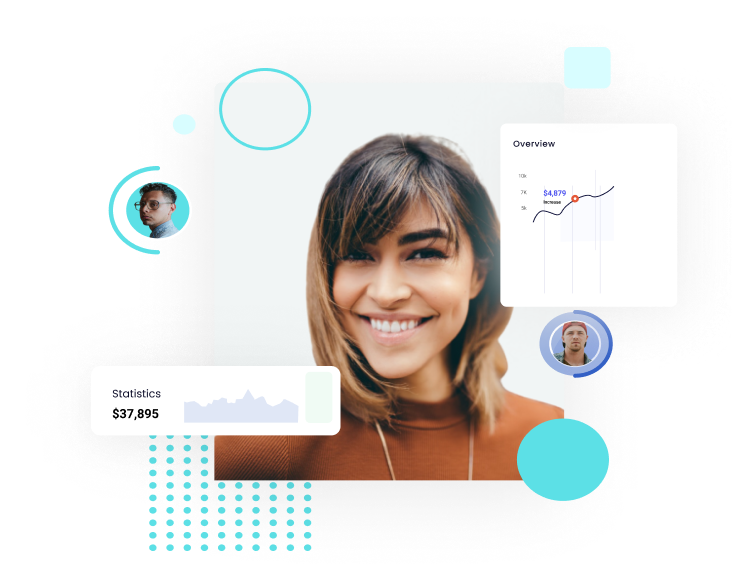 Overview
10k
7K
$4,879
Increase
5k
Statistics
$37,895